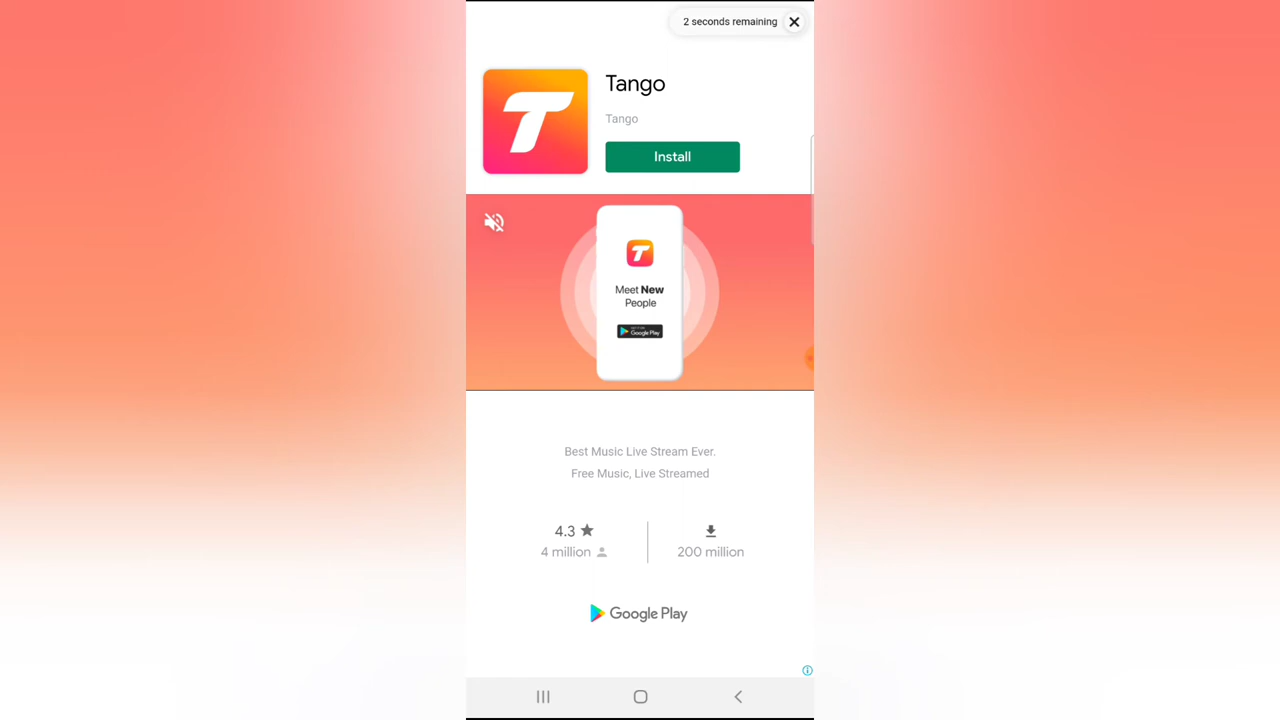 2 seconds remaining
Tango
Tango
Install
Meet New
People
Google Play
Best Music Live Stream Ever.
Free Music, Live Streamed
4.3
4 million
200 million
Google Play